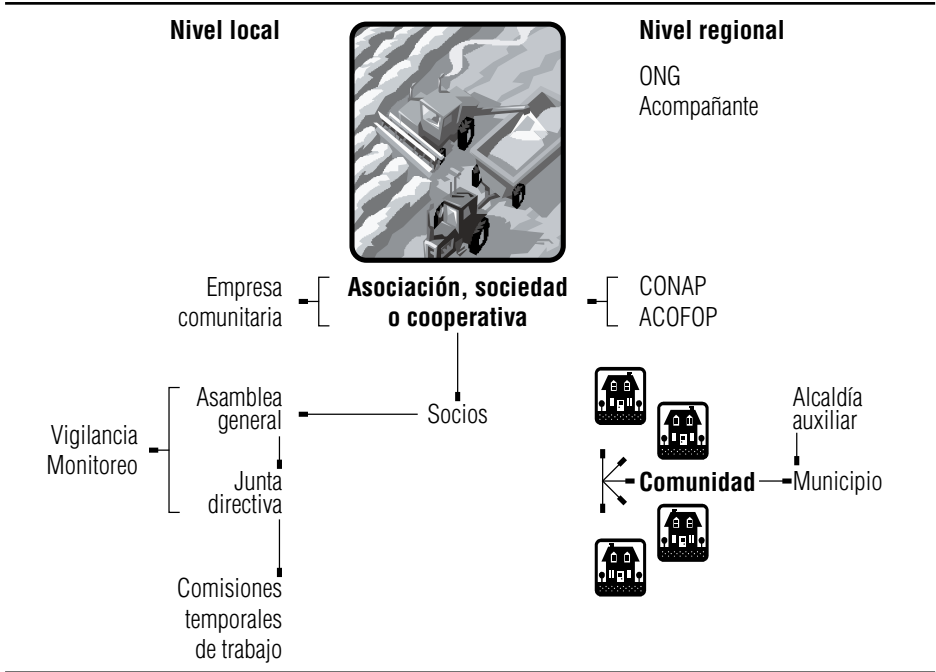 Nivel local
Nivel regional
ONG
Acompañante
Empresa
comunitaria
Asociación, sociedad
o cooperativa
CONAP
ACOFOP
Asamblea
general
Socios
Vigilancia
Monitoreo
Junta
directiva
Comisiones
temporales
de trabajo
Alcaldía
auxiliar
Comunidad
Municipio